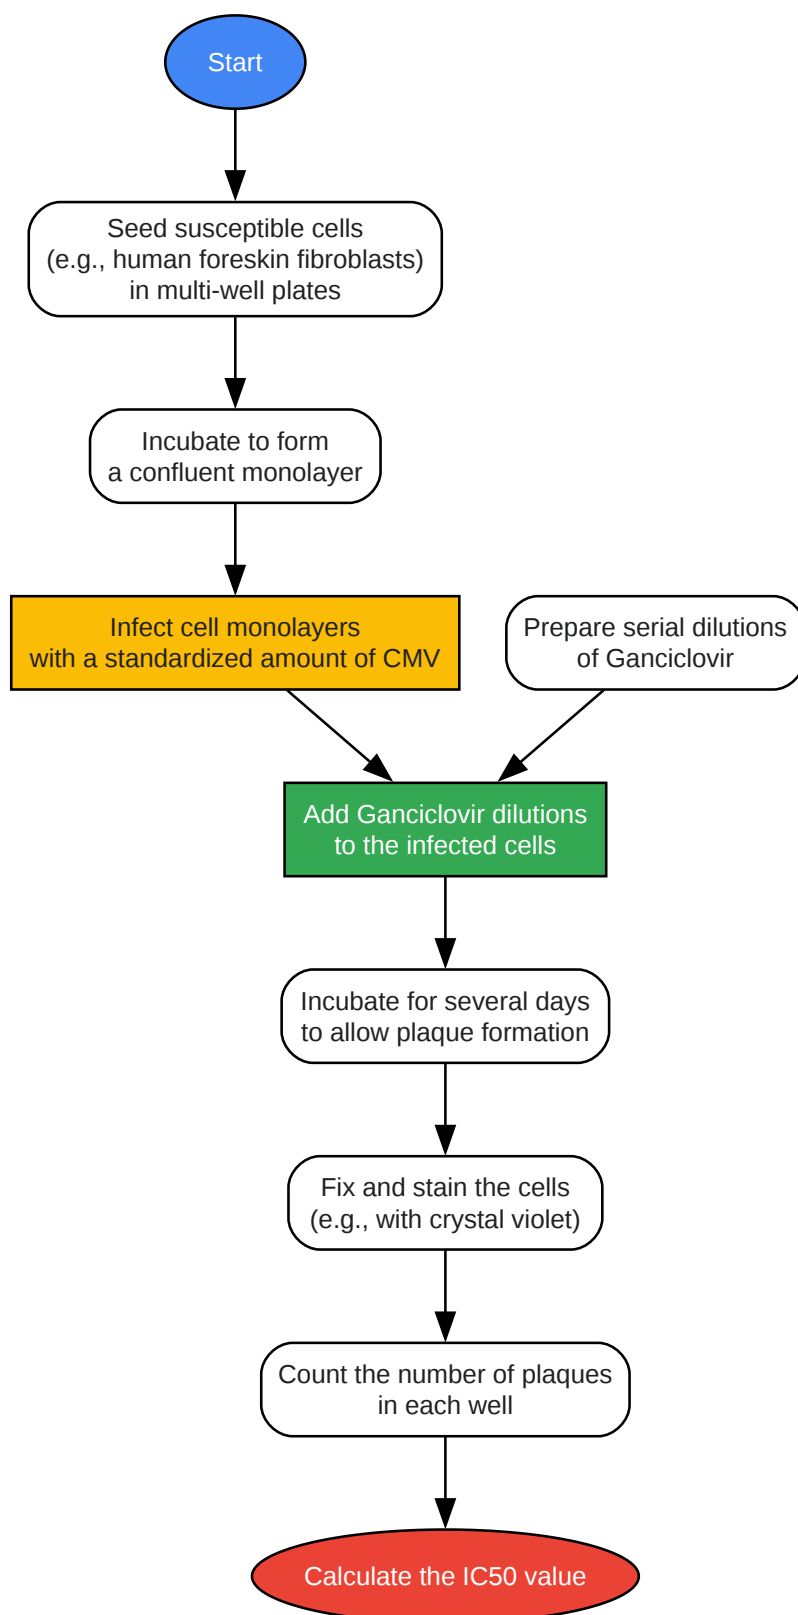 Start
Seed susceptible cells
(e.g., human foreskin fibroblasts)
in multi-well plates
Incubate to form
a confluent monolayer
Infect cell monolayers
with a standardized amount of CMV
Prepare serial dilutions
of Ganciclovir
Add Ganciclovir dilutions
to the infected cells
Incubate for several days
to allow plaque formation
Fix and stain the cells
(e.g., with crystal violet)
Count the number of plaques
in each well
Calculate the IC50 value